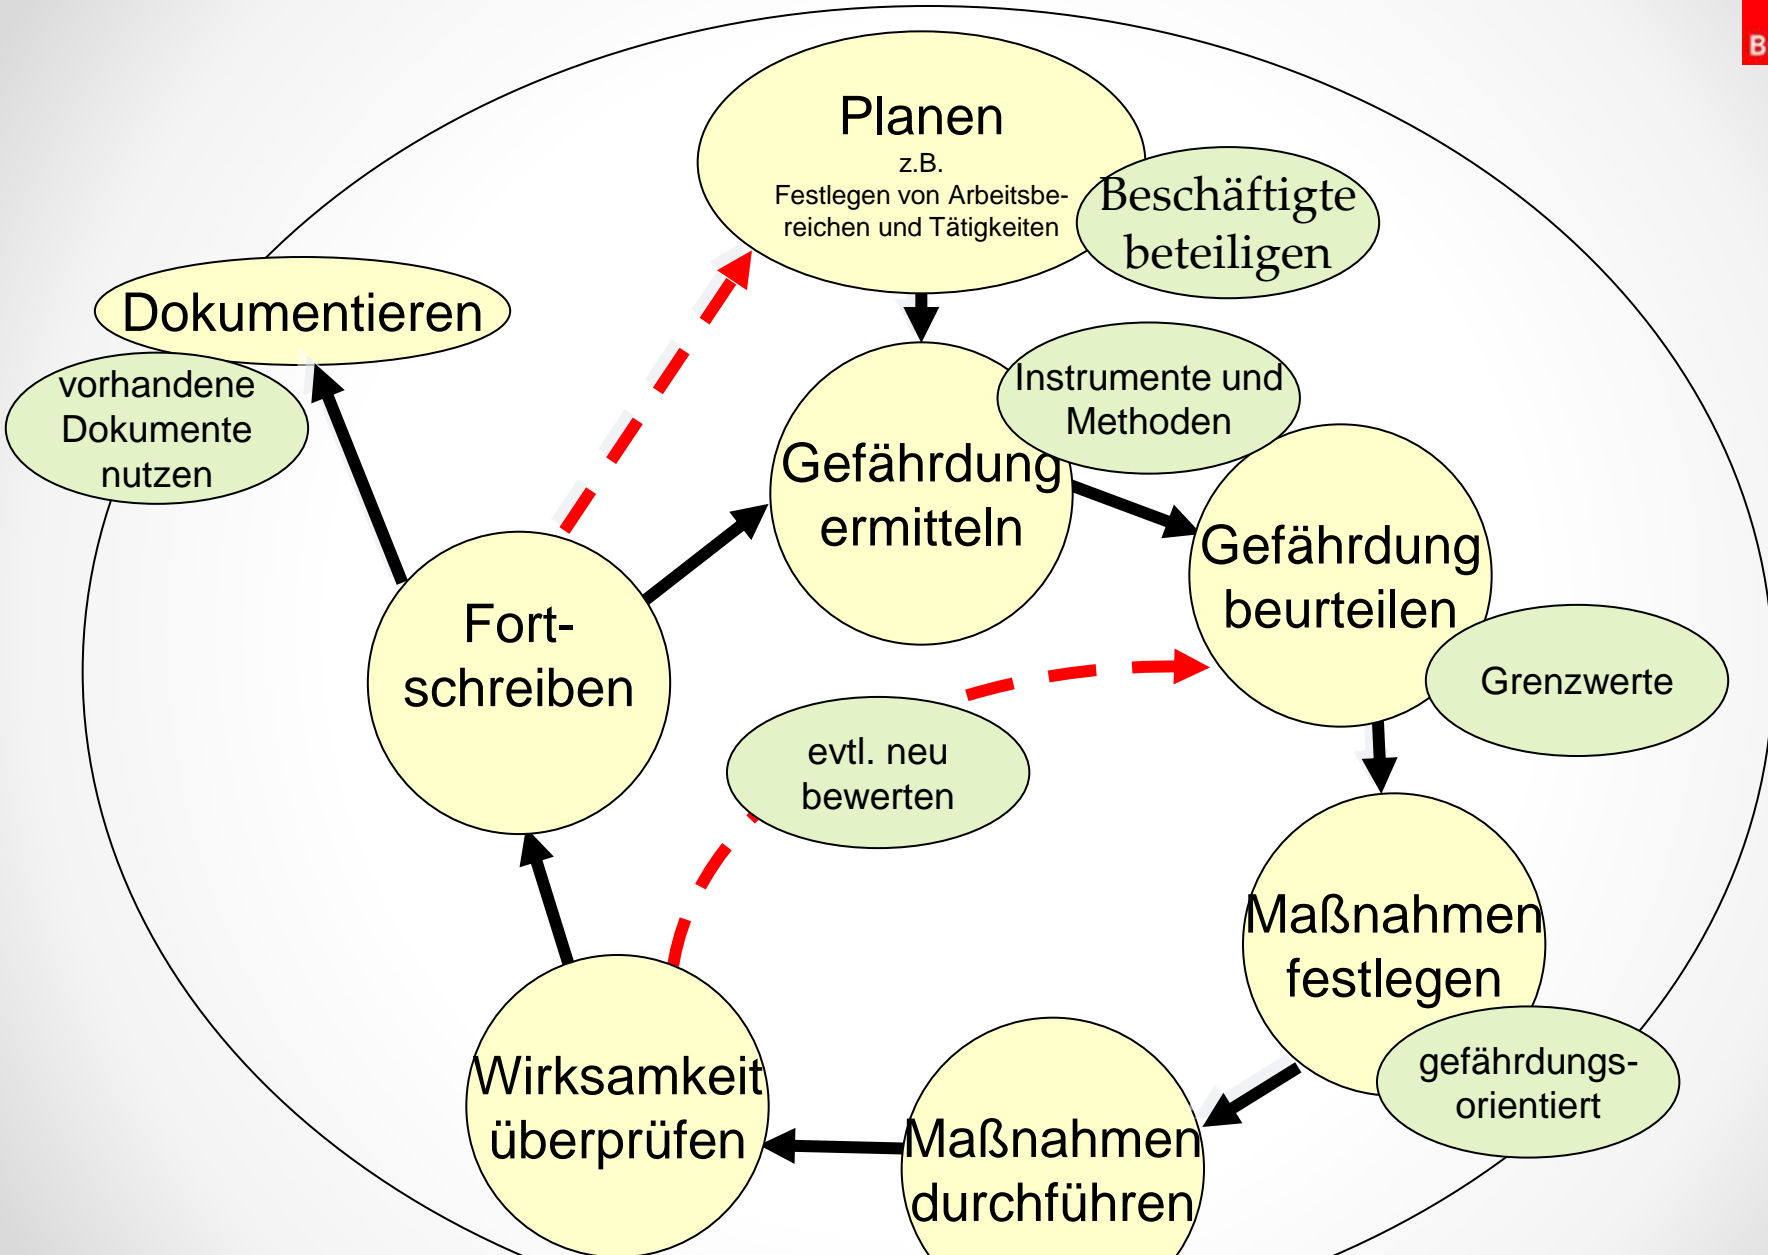 B
Planen
z.B.
Festlegen von Arbeitsbe-
reichen und Tätigkeiten
Beschäftigte
beteiligen
Dokumentieren
vorhandene
Dokumente
nutzen
Instrumente und
Methoden
Gefährdung
ermitteln
Gefährdung
beurteilen
Grenzwerte
Fort-
schreiben
evtl. neu
bewerten
Maßnahmen
festlegen
gefährdungs-
orientiert
Wirksamkeit
überprüfen
Maßnahmen
durchführen